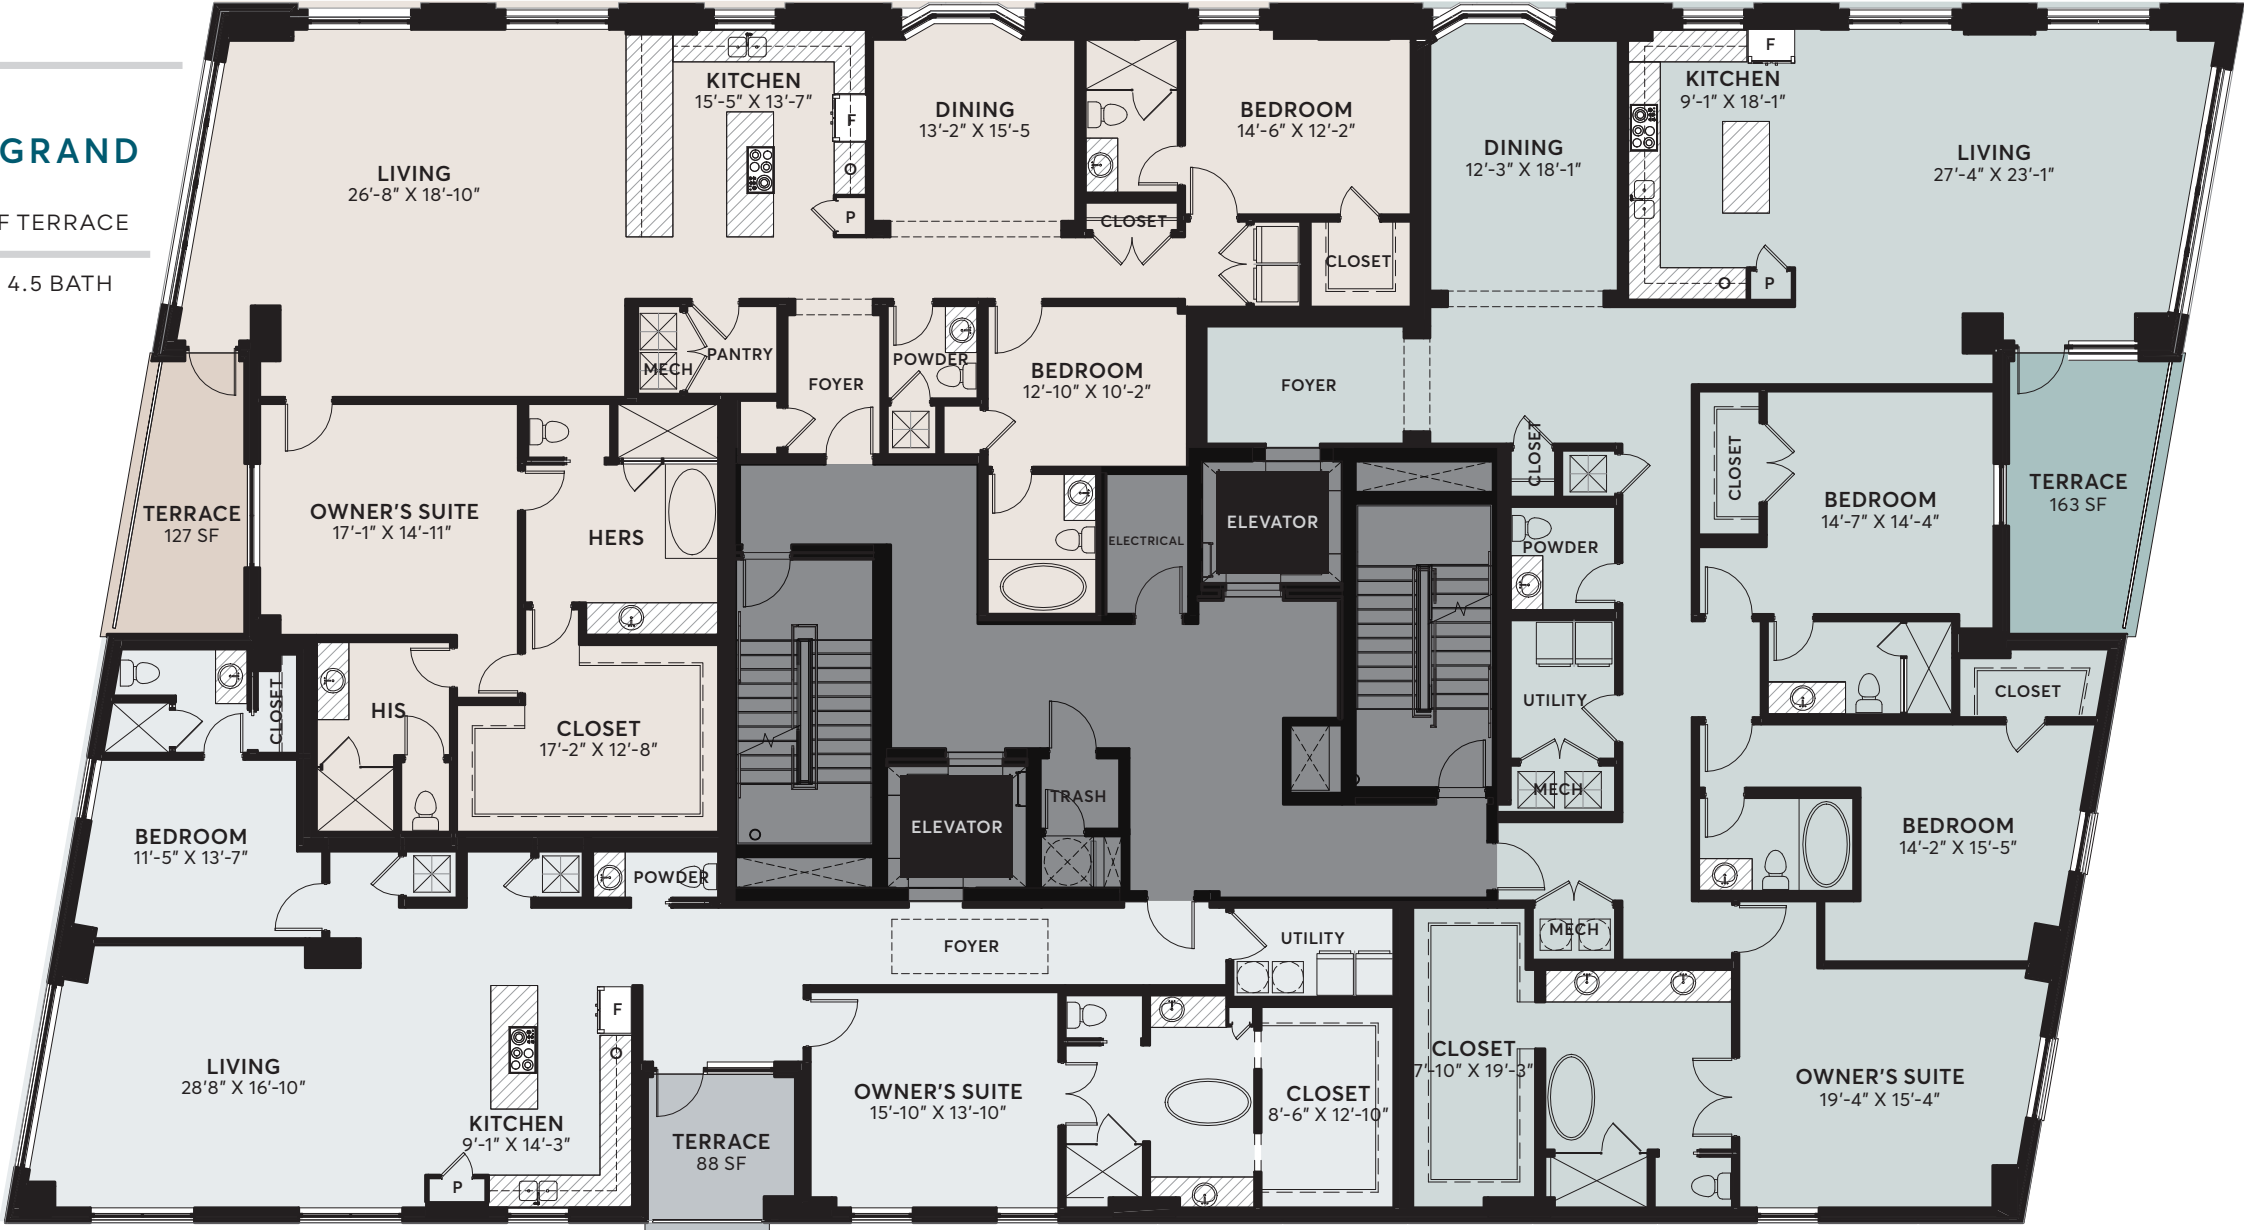 GRAND
F TERRACE
4.5 BATH
LIVING
26'-8" X 18'-10"
KITCHEN
15'-5" X 13'-7"
F
O
P
DINING
13'-2" X 15'-5
CLOSET
BEDROOM
14'-6" X 12'-2"
CLOSET
DINING
12'-3" X 18'-1"
KITCHEN
9'-1" X 18'-1"
F
O
P
LIVING
27'-4" X 23'-1"
MECH
PANTRY
FOYER
POWDER
BEDROOM
12'-10" X 10'-2"
FOYER
CLOSET
CLOSET
BEDROOM
14'-7" X 14'-4"
TERRACE
163 SF
TERRACE
127 SF
OWNER'S SUITE
17'-1" X 14'-11"
HERS
ELECTRICAL
ELEVATOR
POWDER
UTILITY
MECH
CLOSET
CLOSET
HIS
CLOSET
17'-2" X 12'-8"
ELEVATOR
TRASH
BEDROOM
14'-2" X 15'-5"
BEDROOM
11'-5" X 13'-7"
POWDER
FOYER
UTILITY
MECH
LIVING
28'8" X 16'-10"
F
O
KITCHEN
9'-1" X 14'-3"
P
TERRACE
88 SF
OWNER'S SUITE
15'-10" X 13'-10"
CLOSET
8'-6" X 12'-10"
CLOSET
7'-10" X 19'-3"
OWNER'S SUITE
19'-4" X 15'-4"